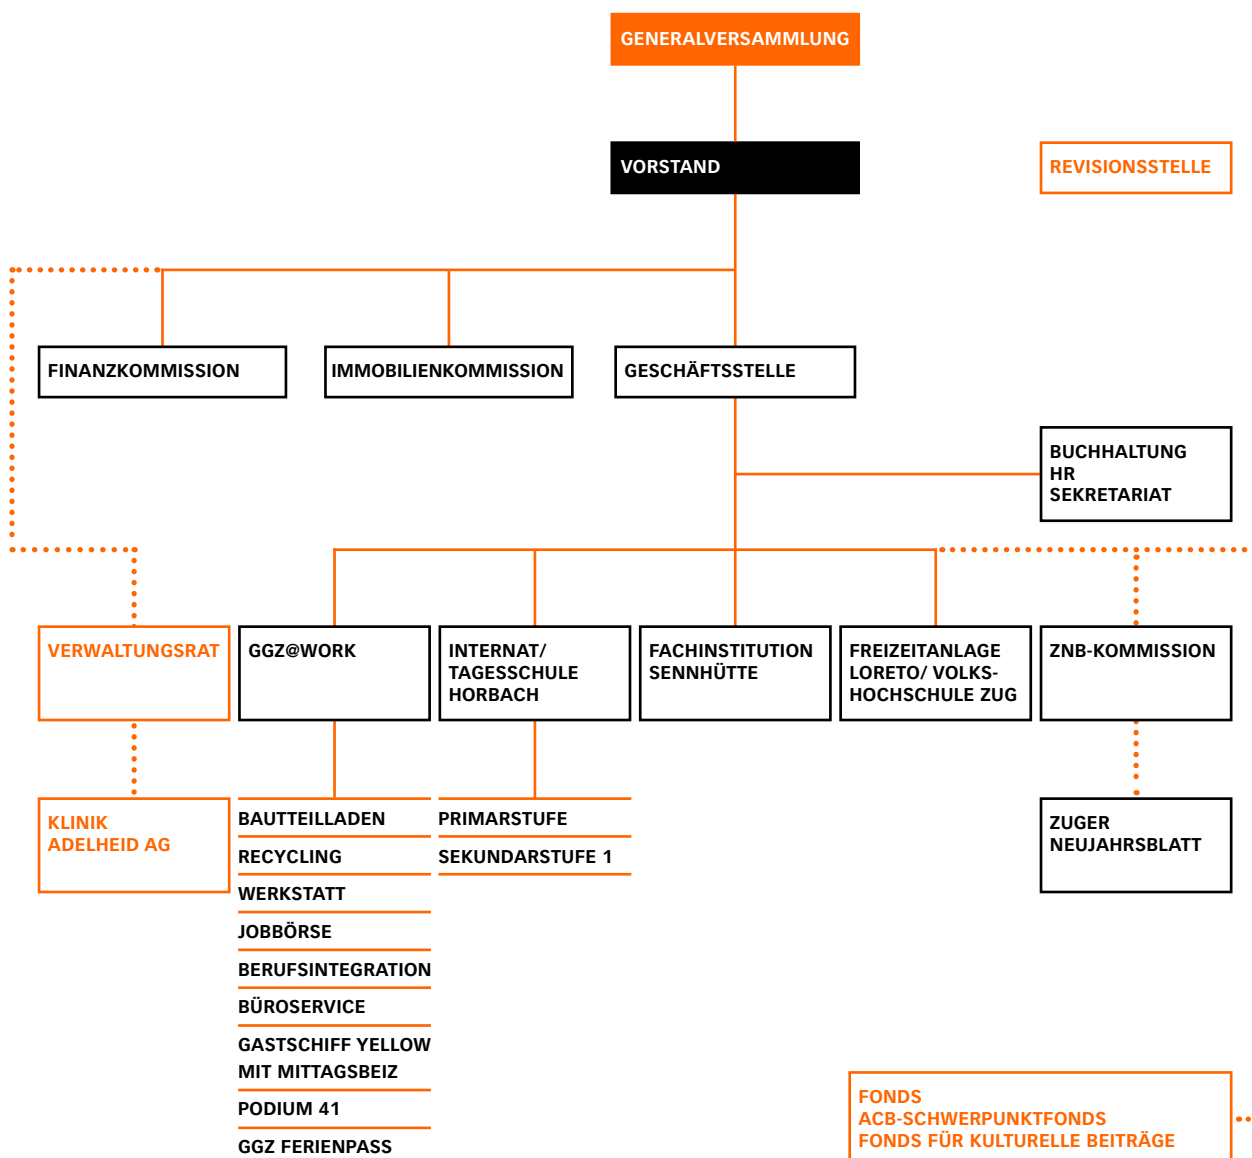 GENERALVERSAMMLUNG
VORSTAND
REVISIONSSTELLE
FINANZKOMMISSION
IMMOBILIENKOMMISSION
GESCHÄFTSSTELLE
BUCHHALTUNG
HR
SEKRETARIAT
VERWALTUNGSRAT
GGZ@WORK
INTERNAT/
TAGESSCHULE
HORBACH
FACHINSTITUTION
SENNHÜTTE
FREIZEITANLAGE
LORETO/ VOLKS-
HOCHSCHULE ZUG
ZNB-KOMMISSION
KLINIK
ADELHEID AG
BAUTTEILLADEN
RECYCLING
WERKSTATT
JOBBÖRSE
BERUFSINTEGRATION
BÜROSERVICE
GASTSCHIFF YELLOW
MIT MITTAGSBEIZ
PODIUM 41
GGZ FERIENPASS
PRIMARSTUFE
SEKUNDARSTUFE 1
ZUGER
NEUJAHRSBLATT
FONDS
ACB-SCHWERPUNKTFONDS
FONDS FÜR KULTURELLE BEITRÄGE